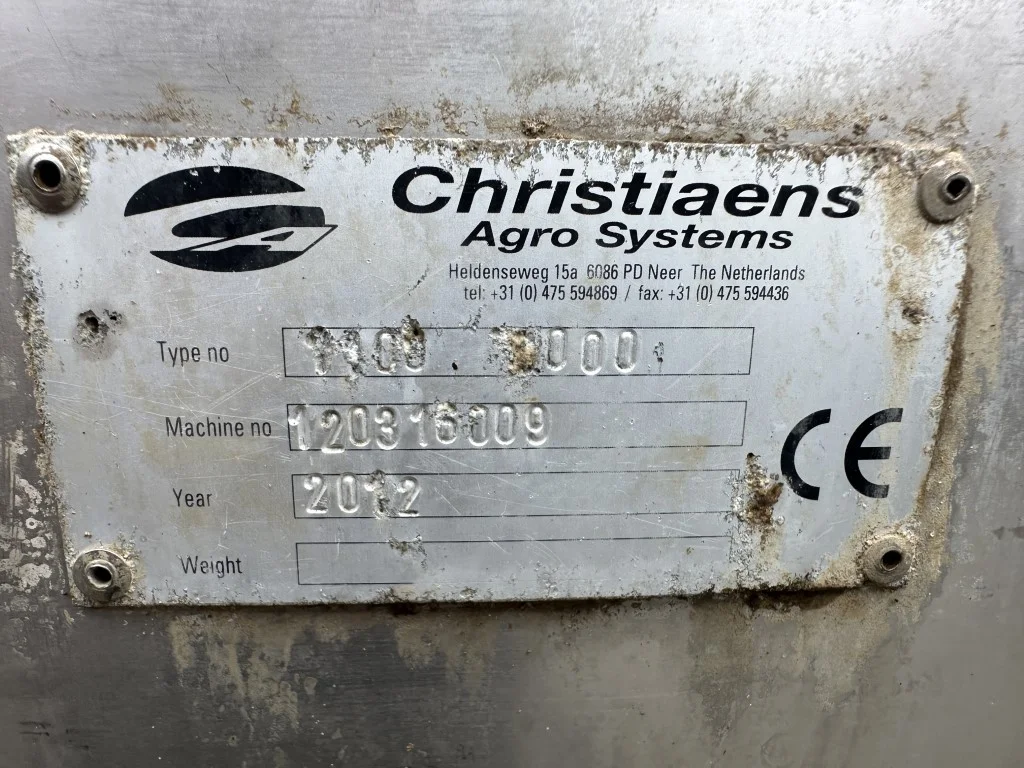 Christiaens
Agro Systems
Heldenseweg 15a 6086 PD Neer The Netherlands
tel: +31 (0) 475 594869 / fax: +31 (0) 475 594436
Type no
Machine no 120316009
Year 2012
Weight
CE